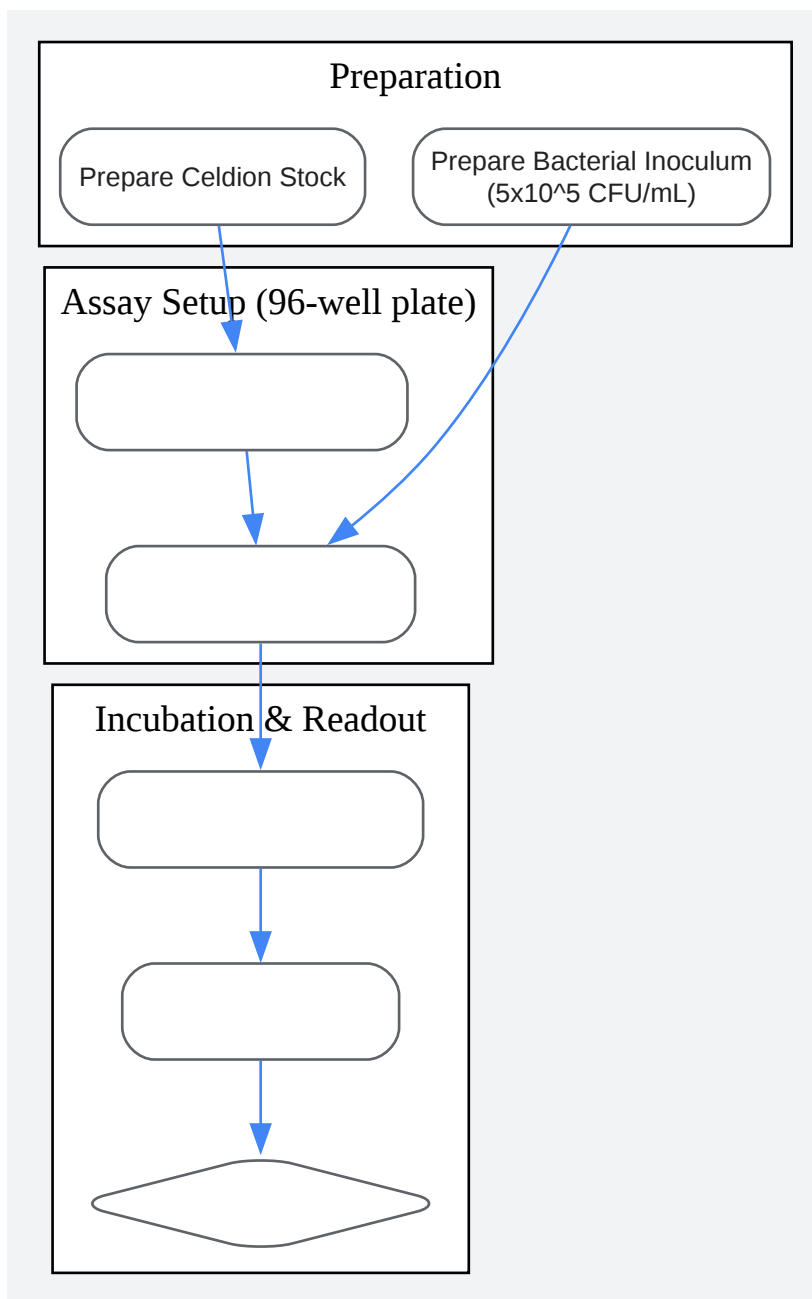 Preparation
Prepare Celdion Stock
Prepare Bacterial Inoculum
(5x10^5 CFU/mL)
Assay Setup (96-well plate)
Incubation & Readout